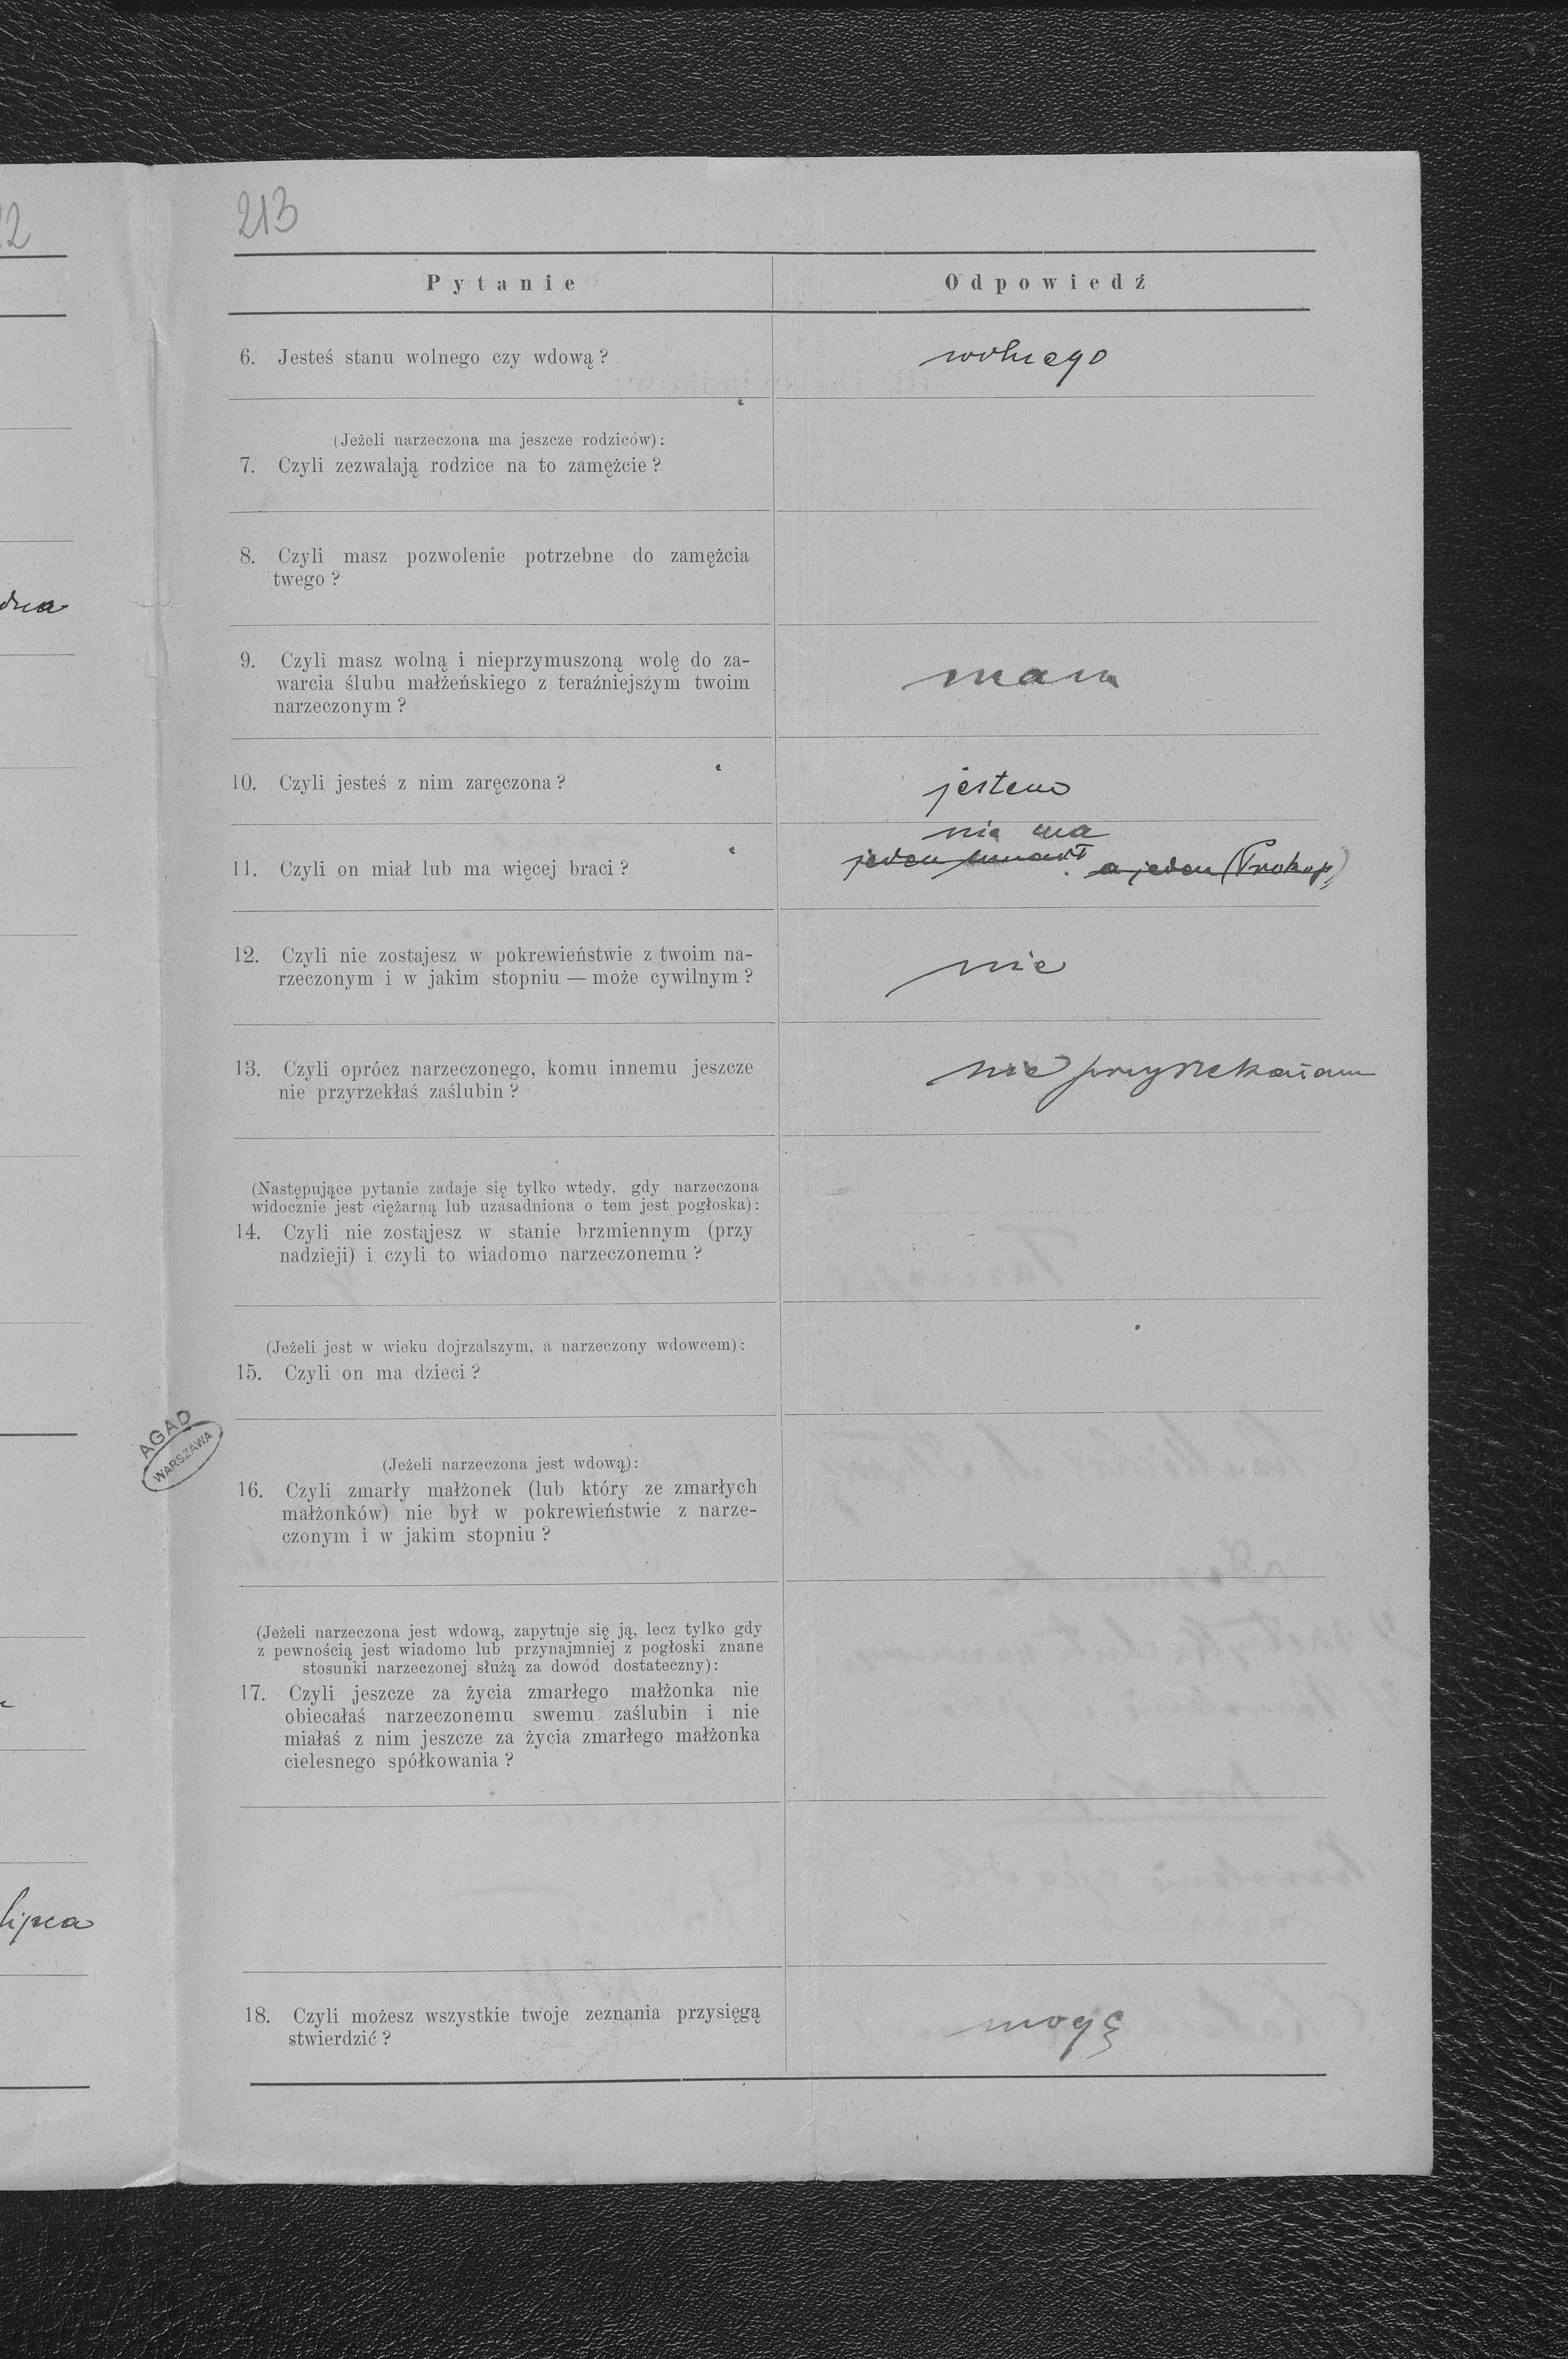 22
213
Pytanie
Odpowiedź
6. Jesteś stanu wolnego czy wdową?
wolnego
(Jeżeli narzeczona ma jeszcze rodziców):
7. Czyli zezwalają rodzice na to zamężcie?
8. Czyli masz pozwolenie potrzebne do zamężcia
twego?
9. Czyli masz wolną i nieprzymuszoną wolę do za-
warcia ślubu małżeńskiego z teraźniejszym twoim
narzeczonym?
mam
10. Czyli jesteś z nim zaręczona?
jestem
nie ma
11. Czyli on miał lub ma więcej braci?
jeden umarł a jeden (Prokop)
12. Czyli nie zostajesz w pokrewieństwie z twoim na-
rzeczonym i w jakim stopniu — może cywilnym?
nie
13. Czyli oprócz narzeczonego, komu innemu jeszcze
nie przyrzekłaś zaślubin?
nie przyrzekałam
(Następujące pytanie zadaje się tylko wtedy, gdy narzeczona
widocznie jest ciężarną lub uzasadniona o tem jest pogłoska):
14. Czyli nie zostajesz w stanie brzmiennym (przy
nadzieji) i czyli to wiadomo narzeczonemu?
(Jeżeli jest w wieku dojrzalszym, a narzeczony wdowcem):
15. Czyli on ma dzieci?
AGAD
WARSZAWA
(Jeżeli narzeczona jest wdową):
16. Czyli zmarły małżonek (lub który ze zmarłych
małżonków) nie był w pokrewieństwie z narze-
czonym i w jakim stopniu?
(Jeżeli narzeczona jest wdową, zapytuje się ją, lecz tylko gdy
z pewnością jest wiadomo lub przynajmniej z pogłoski znane
stosunki narzeczonej służą za dowód dostateczny):
17. Czyli jeszcze za życia zmarłego małżonka nie
obiecałaś narzeczonemu swemu zaślubin i nie
miałaś z nim jeszcze za życia zmarłego małżonka
cielesnego spółkowania?
lipca
18. Czyli możesz wszystkie twoje zeznania przysięgą
stwierdzić?
mogę